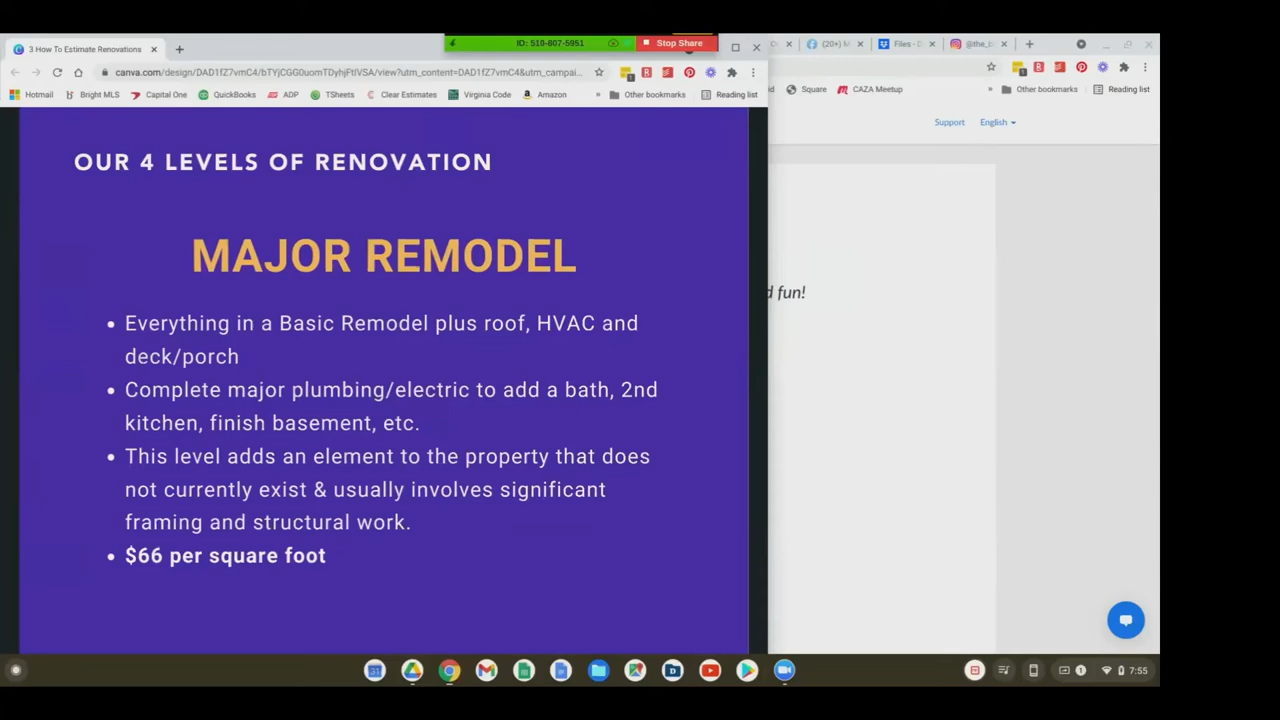 3 How To Estimate Renovations
ID: 510-807-5951
Stop Share
(20+) M
Files - D
@the_b
canva.com/design/DAD1fZ7vmC4/bTYjCGG0uomTDyhjFtIVSA/view?utm_content=DAD1fZ7vmC4&utm_campai...
Hotmail
Bright MLS
Capital One
QuickBooks
ADP
TSheets
Clear Estimates
Virginia Code
Amazon
»
Other bookmarks
Reading list
Square
CAZA Meetup
»
Other bookmarks
Reading list
Support
English
OUR 4 LEVELS OF RENOVATION
MAJOR REMODEL
d fun!
• Everything in a Basic Remodel plus roof, HVAC and
deck/porch
• Complete major plumbing/electric to add a bath, 2nd
kitchen, finish basement, etc.
• This level adds an element to the property that does
not currently exist & usually involves significant
framing and structural work.
• $66 per square foot
7:55